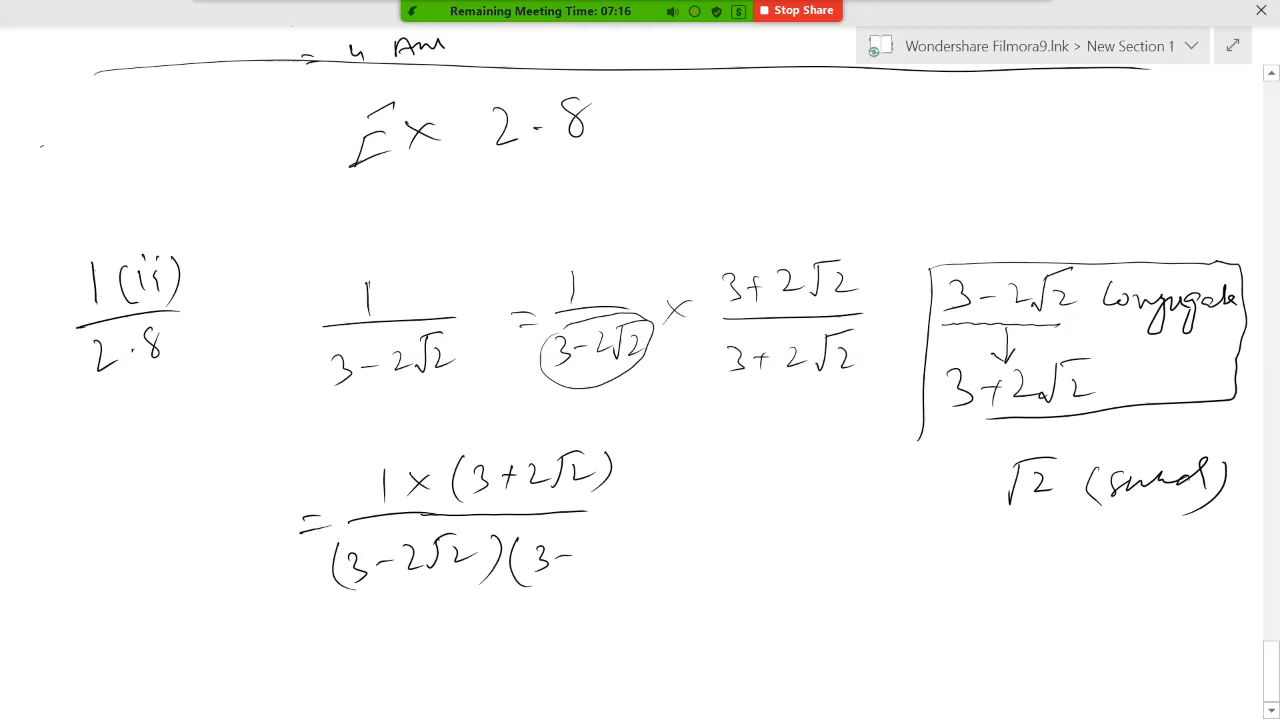 Remaining Meeting Time: 07:16 Stop Share
Wondershare Filmora9.lnk > New Section 1
= 4 Ans
Ex 2.8
1(ii)/2.8
1/(3-2√2) = 1/(3-2√2) × (3+2√2)/(3+2√2)
3-2√2 Conjugate
↓
3+2√2
√2 (surd)
= 1×(3+2√2)/(3-2√2)(3-